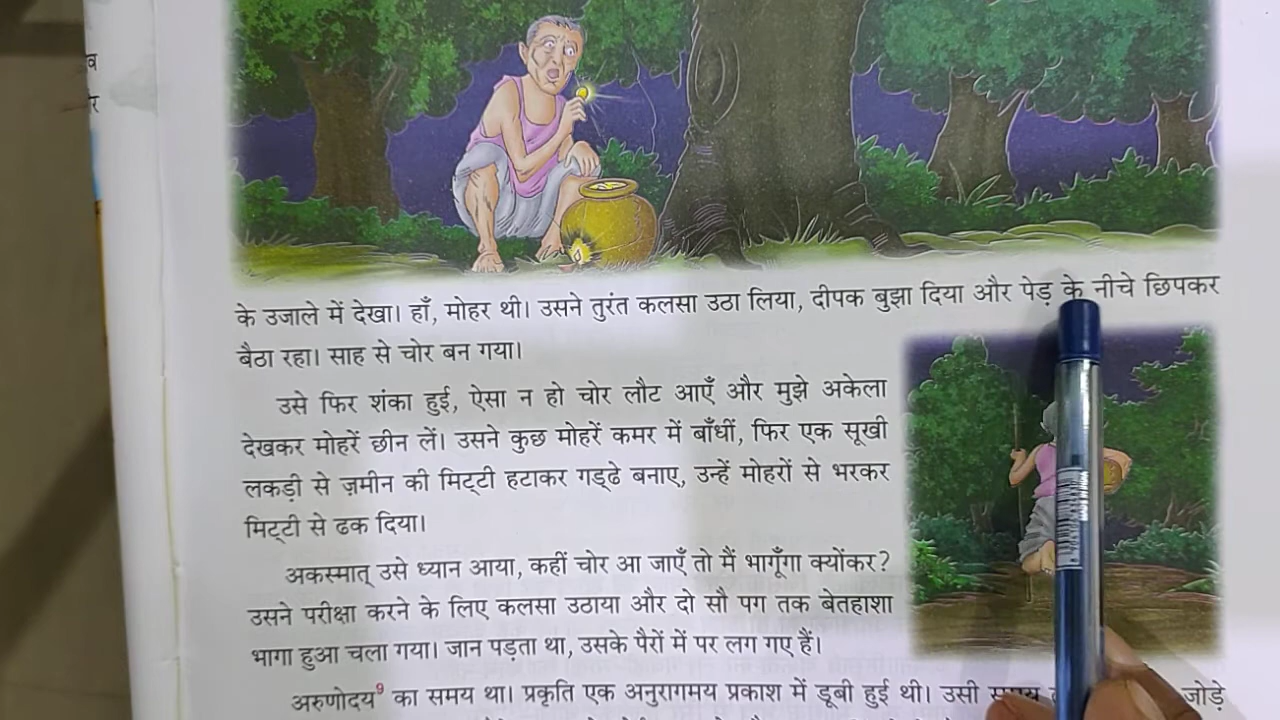 व
र
के उजाले में देखा। हाँ, मोहर थी। उसने तुरंत कलसा उठा लिया, दीपक बुझा दिया और पेड़ के नीचे छिपकर
बैठा रहा। साह से चोर बन गया।
उसे फिर शंका हुई, ऐसा न हो चोर लौट आएँ और मुझे अकेला
देखकर मोहरें छीन लें। उसने कुछ मोहरें कमर में बाँधीं, फिर एक सूखी
लकड़ी से ज़मीन की मिट्टी हटाकर गड्ढे बनाए, उन्हें मोहरों से भरकर
मिट्टी से ढक दिया।
अकस्मात् उसे ध्यान आया, कहीं चोर आ जाएँ तो मैं भागूँगा क्योंकर?
उसने परीक्षा करने के लिए कलसा उठाया और दो सौ पग तक बेतहाशा
भागा हुआ चला गया। जान पड़ता था, उसके पैरों में पर लग गए हैं।
अरुणोदय⁹ का समय था। प्रकृति एक अनुरागमय प्रकाश में डूबी हुई थी। उसी जोड़े